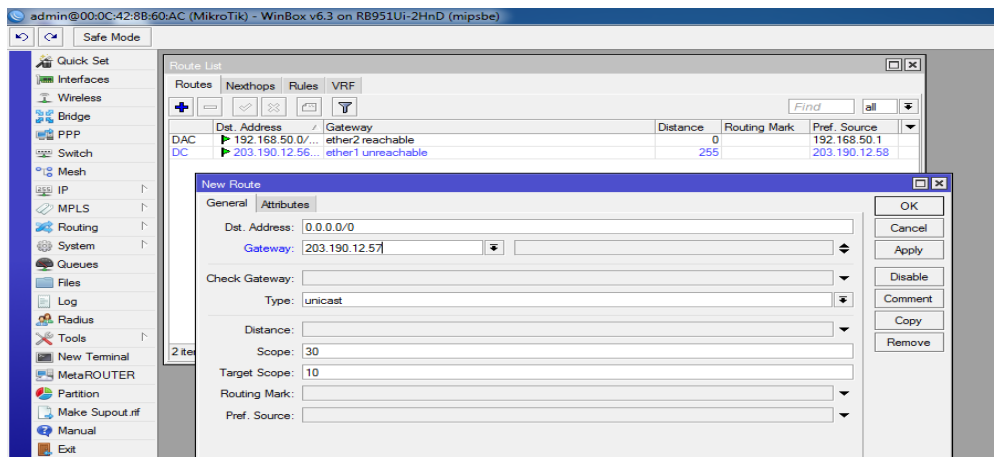 admin@00:0C:42:8B:60:AC (MikroTik) - WinBox v6.3 on RB951Ui-2HnD (mipsbe)
Safe Mode
Quick Set
Interfaces
Wireless
Bridge
PPP
Switch
Mesh
IP
MPLS
Routing
System
Queues
Files
Log
Radius
Tools
New Terminal
MetaROUTER
Partition
Make Supout.rif
Manual
Exit
Route List
Routes Nexthops Rules VRF
Find all
Dst. Address Gateway Distance Routing Mark Pref. Source
DAC 192.168.50.0/... ether2 reachable 0 192.168.50.1
DC 203.190.12.56... ether1 unreachable 255 203.190.12.58
2 iter
New Route
General Attributes
Dst. Address: 0.0.0.0/0
Gateway: 203.190.12.57
Check Gateway:
Type: unicast
Distance:
Scope: 30
Target Scope: 10
Routing Mark:
Pref. Source:
OK
Cancel
Apply
Disable
Comment
Copy
Remove